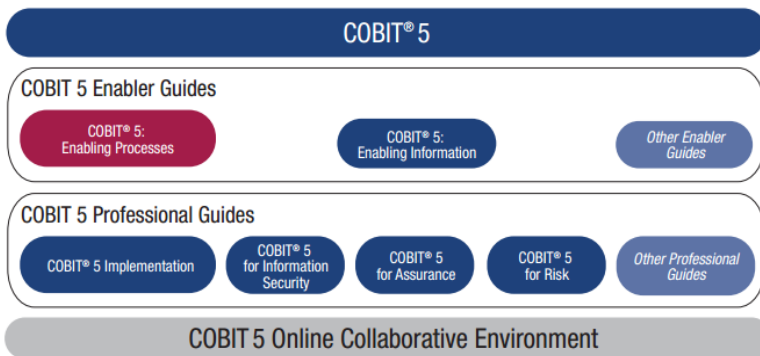 COBIT® 5
COBIT 5 Enabler Guides
COBIT® 5:
Enabling Processes
COBIT® 5:
Enabling Information
Other Enabler
Guides
COBIT 5 Professional Guides
COBIT® 5 Implementation
COBIT® 5
for Information
Security
COBIT® 5
for Assurance
COBIT® 5
for Risk
Other Professional
Guides
COBIT 5 Online Collaborative Environment